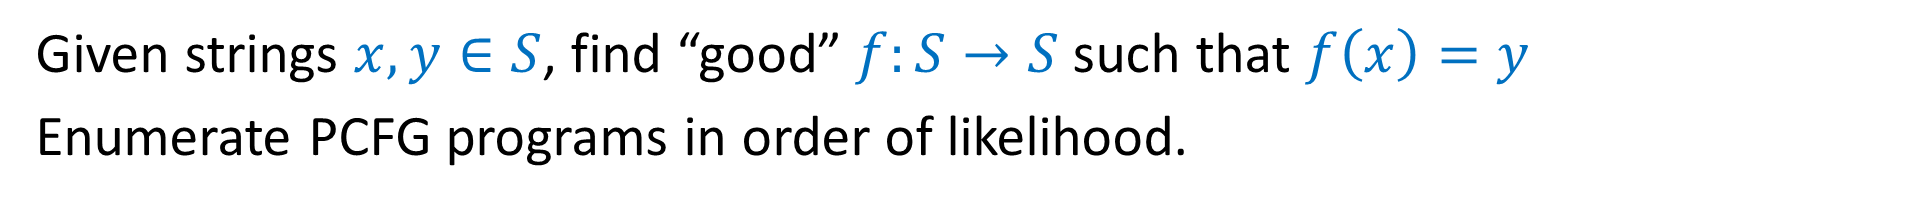 Given strings x, y ∈ S, find “good” f: S → S such that f(x) = y
Enumerate PCFG programs in order of likelihood.